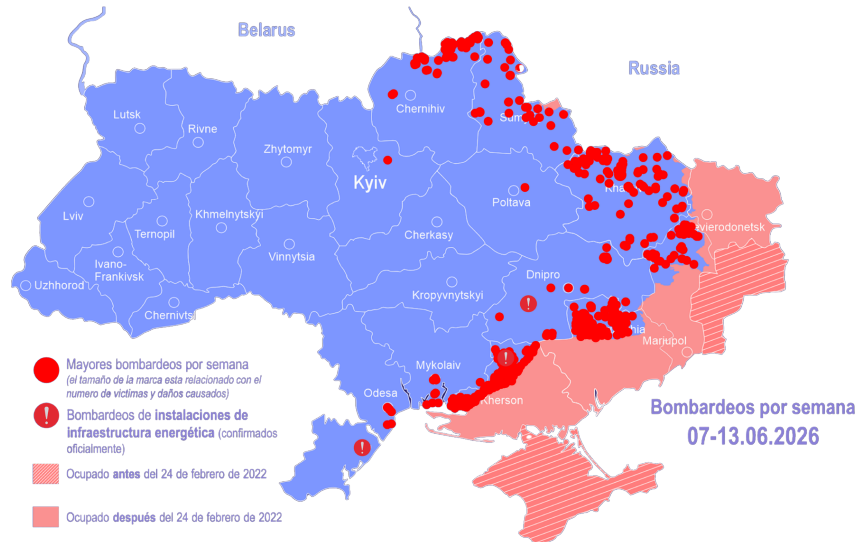 Belarus
Russia
Chernihiv
Lutsk
Rivne
Zhytomyr
Kyiv
Poltava
Lviv
Khmelnytskyi
Ternopil
Cherkasy
Ivano-
Frankivsk
Vinnytsia
Dnipro
Uzhhorod
Kropyvnytskyi
Mariupol
Mykolaiv
Odesa
Kherson
Mayores bombardeos por semana
(el tamaño de la marca esta relacionado con el
numero de victimas y daños causados)
Bombardeos de instalaciones de
infraestructura energética (confirmados
oficialmente)
Ocupado antes del 24 de febrero de 2022
Ocupado después del 24 de febrero de 2022
Bombardeos por semana
07-13.06.2026